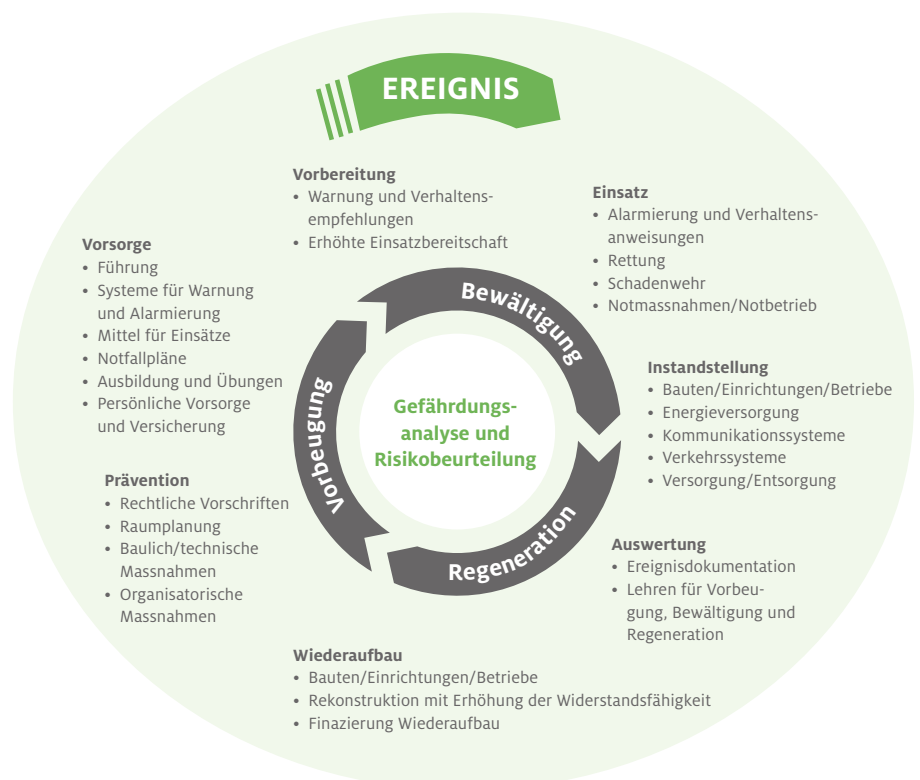 EREIGNIS
Vorbereitung
• Warnung und Verhaltens-
empfehlungen
• Erhöhte Einsatzbereitschaft
Einsatz
• Alarmierung und Verhaltens-
anweisungen
• Rettung
• Schadenwehr
• Notmassnahmen/Notbetrieb
Vorsorge
• Führung
• Systeme für Warnung
und Alarmierung
• Mittel für Einsätze
• Notfallpläne
• Ausbildung und Übungen
• Persönliche Vorsorge
und Versicherung
Bewältigung
Vorbeugung
Regeneration
Gefährdungs-
analyse und
Risikobeurteilung
Instandstellung
• Bauten/Einrichtungen/Betriebe
• Energieversorgung
• Kommunikationssysteme
• Verkehrssysteme
• Versorgung/Entsorgung
Prävention
• Rechtliche Vorschriften
• Raumplanung
• Baulich/technische
Massnahmen
• Organisatorische
Massnahmen
Auswertung
• Ereignisdokumentation
• Lehren für Vorbeu-
gung, Bewältigung und
Regeneration
Wiederaufbau
• Bauten/Einrichtungen/Betriebe
• Rekonstruktion mit Erhöhung der Widerstandsfähigkeit
• Finazierung Wiederaufbau